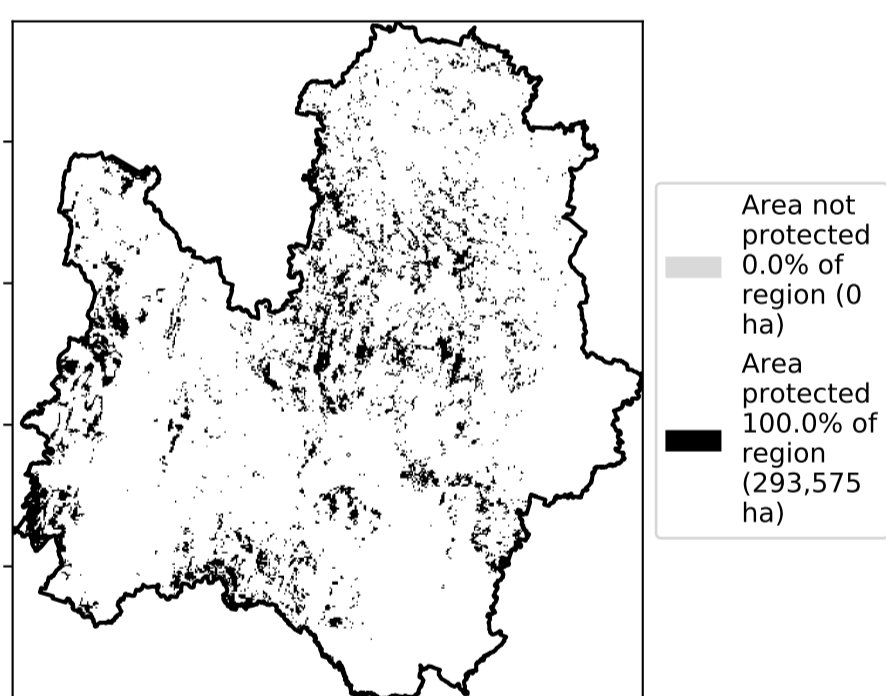 Area not
protected
0.0% of
region (0
ha)
Area
protected
100.0% of
region
(293,575
ha)